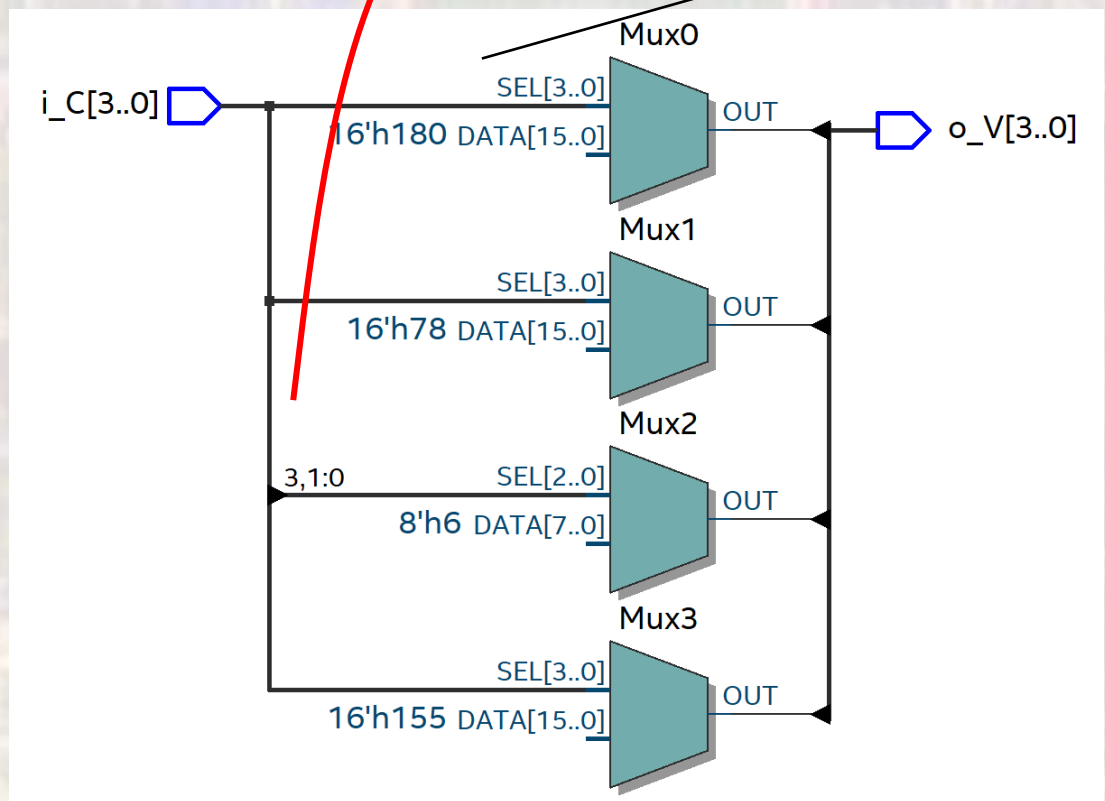 Mux0
i_C[3..0]
SEL[3..0]
16'h180 DATA[15..0]
OUT
o_V[3..0]
Mux1
SEL[3..0]
16'h78 DATA[15..0]
OUT
Mux2
3,1:0
SEL[2..0]
8'h6 DATA[7..0]
OUT
Mux3
SEL[3..0]
16'h155 DATA[15..0]
OUT